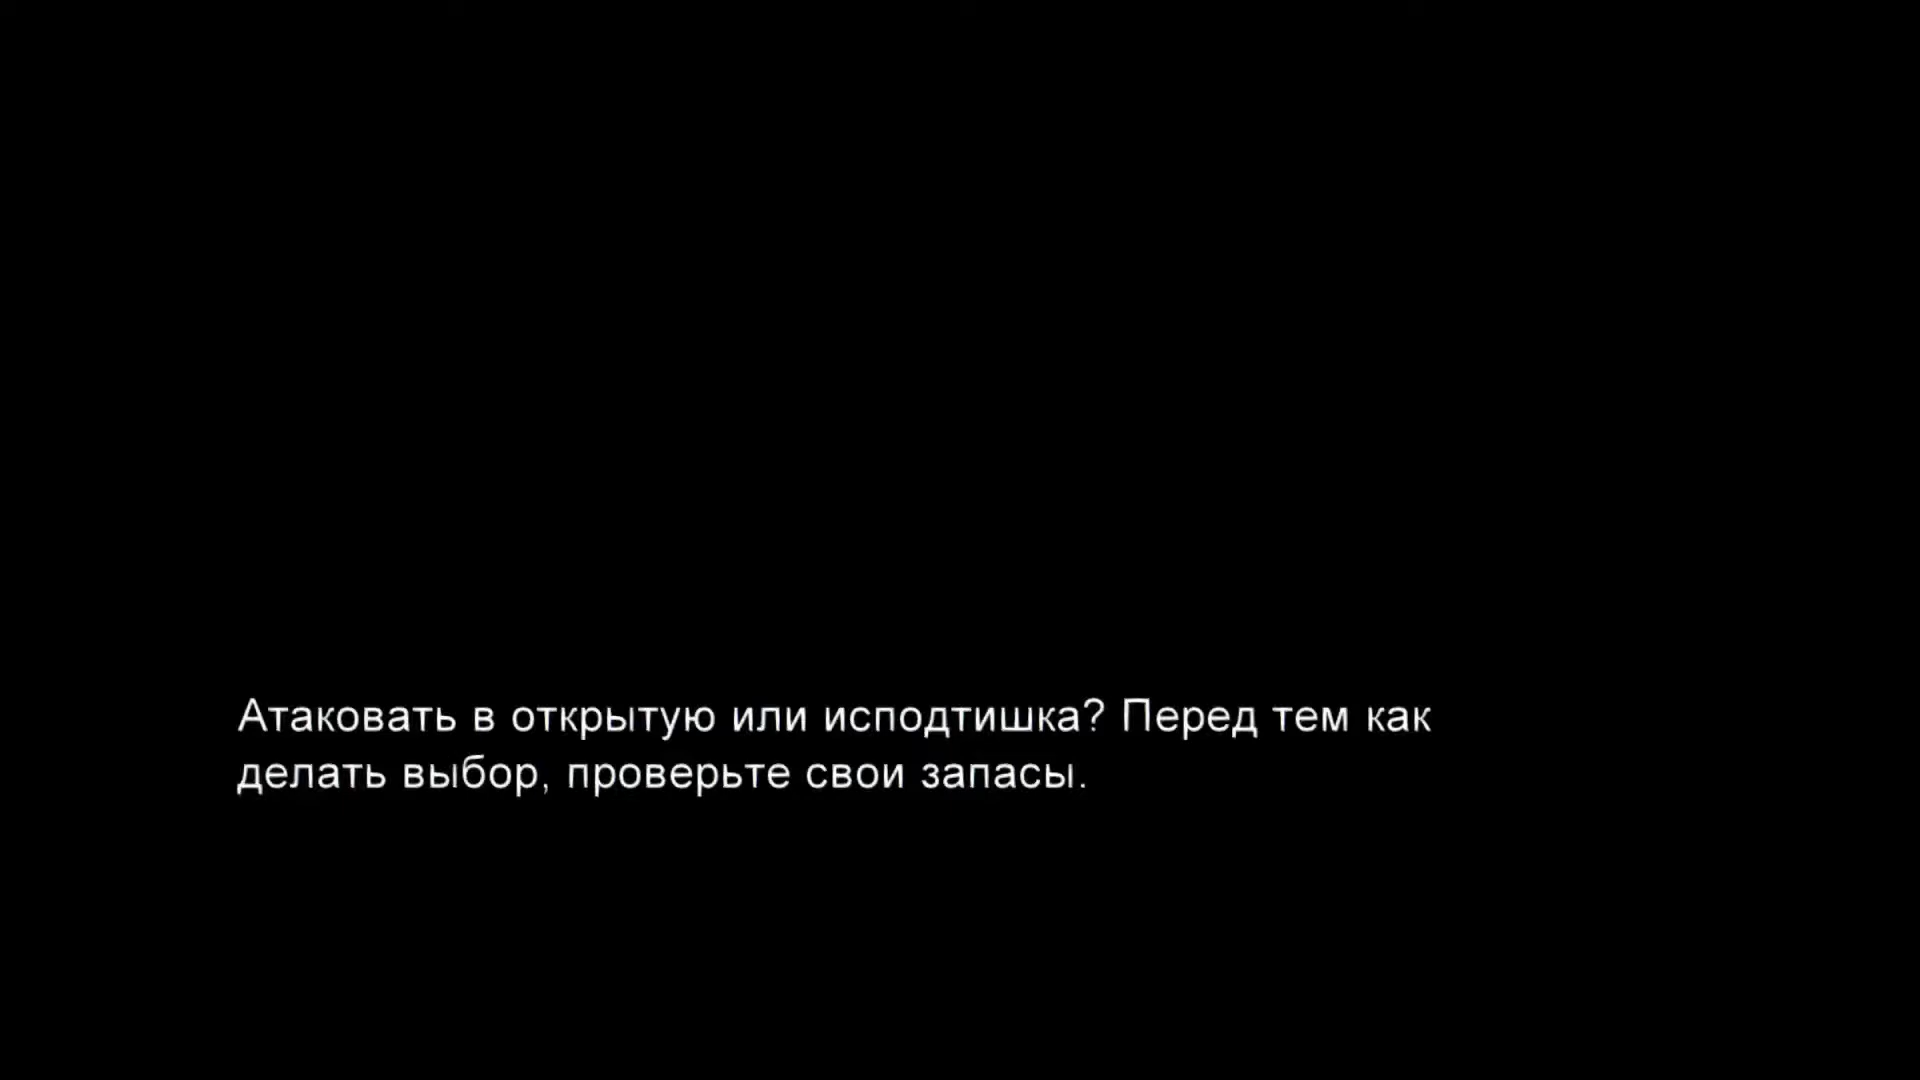 Атаковать в открытую или исподтишка? Перед тем как
делать выбор, проверьте свои запасы.